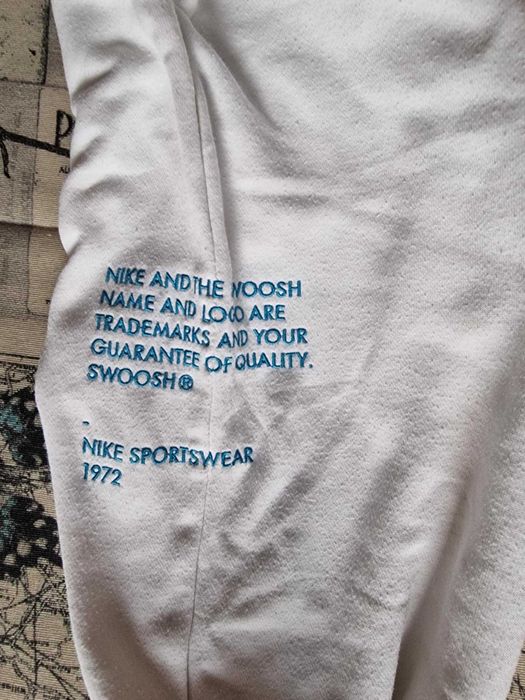 NIKE AND THE WOOSH
NAME AND LOGO ARE
TRADEMARKS AND YOUR
GUARANTEE OF QUALITY.
SWOOSH®
-
NIKE SPORTSWEAR
1972